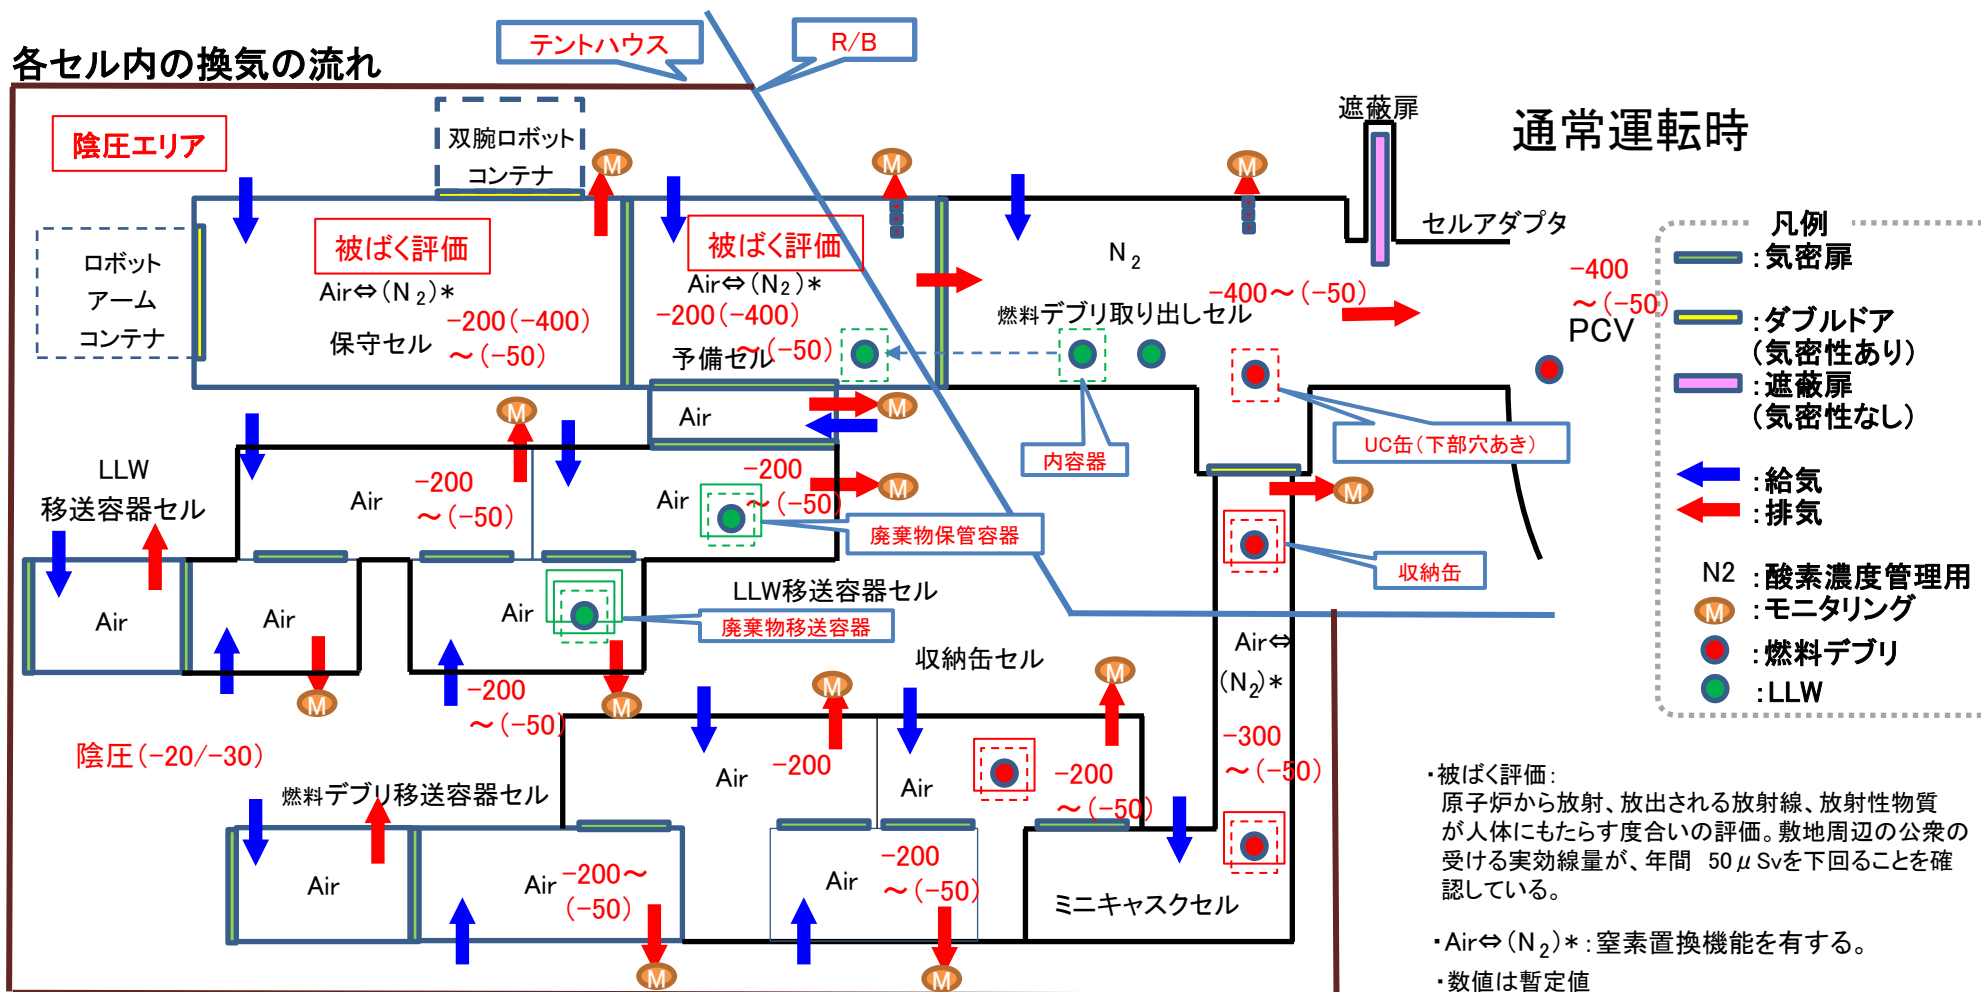 各セル内の換気の流れ
テントハウス
R/B
通常運転時
陰圧エリア
双腕ロボット
コンテナ
M
M
M
遮蔽扉
セルアダプタ
ロボット
アーム
コンテナ
被ばく評価
Air⇔(N2)*
保守セル
-200(-400)
～(-50)
被ばく評価
Air⇔(N2)*
-200(-400)
～(-50)
予備セル
N2
燃料デブリ取り出しセル
-400～(-50)
-400
～(-50)
PCV
Air
M
M
内容器
UC缶(下部穴あき)
LLW
移送容器セル
Air
-200
～(-50)
Air
-200
～(-50)
M
M
廃棄物保管容器
収納缶
Air
Air
Air
LLW移送容器セル
廃棄物移送容器
M
-200
～(-50)
M
収納缶セル
Air⇔
(N2)*
-300
～(-50)
陰圧(-20/-30)
M
M
Air
-200
Air
-200
～(-50)
燃料デブリ移送容器セル
Air
Air
-200～
(-50)
Air
-200
～(-50)
ミニキャスクセル
M
M
凡例
：気密扉
：ダブルドア
(気密性あり)
：遮蔽扉
(気密性なし)
：給気
：排気
N2 ：酸素濃度管理用
M ：モニタリング
：燃料デブリ
：LLW
・被ばく評価：
原子炉から放射、放出される放射線、放射性物質
が人体にもたらす度合いの評価。敷地周辺の公衆の
受ける実効線量が、年間 50μSvを下回ることを確
認している。
・Air⇔(N2)*：窒素置換機能を有する。
・数値は暫定値